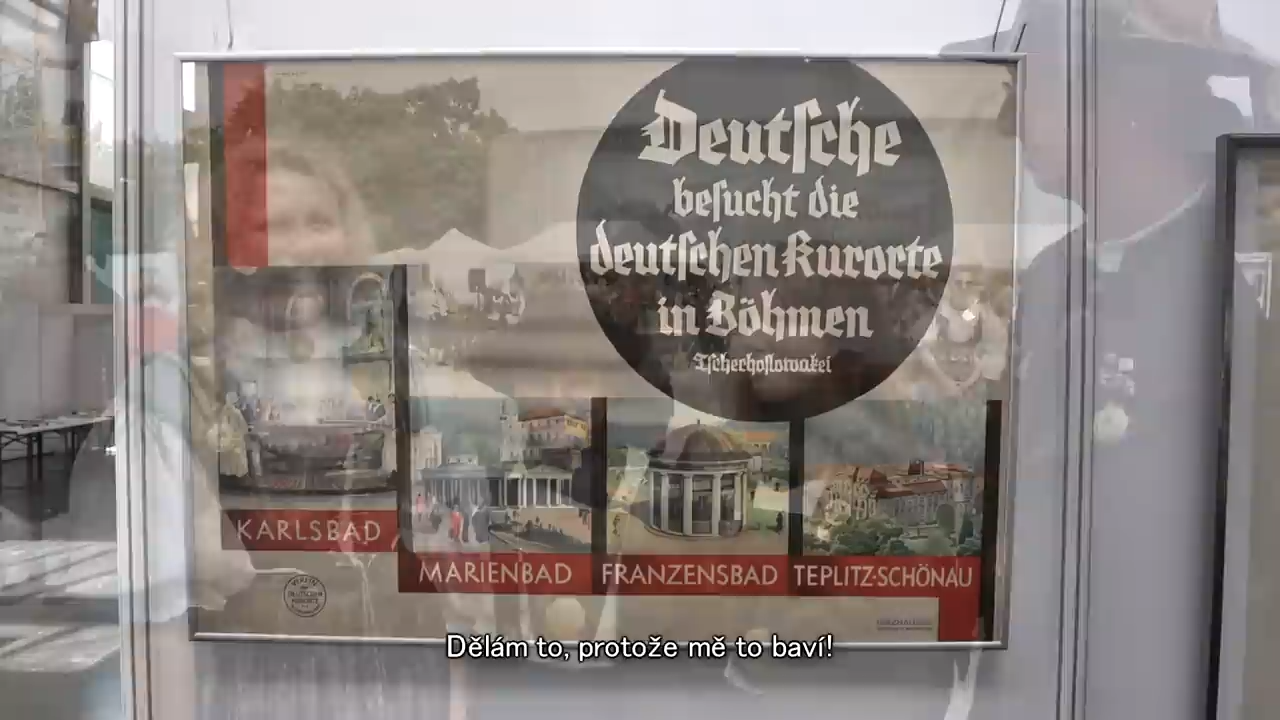 Deutſche
beſucht die
deutſchen Kurorte
in Böhmen
Tſchechoſlowakei
KARLSBAD
MARIENBAD
FRANZENSBAD
TEPLITZ-SCHÖNAU
Dělám to, protože mě to baví!